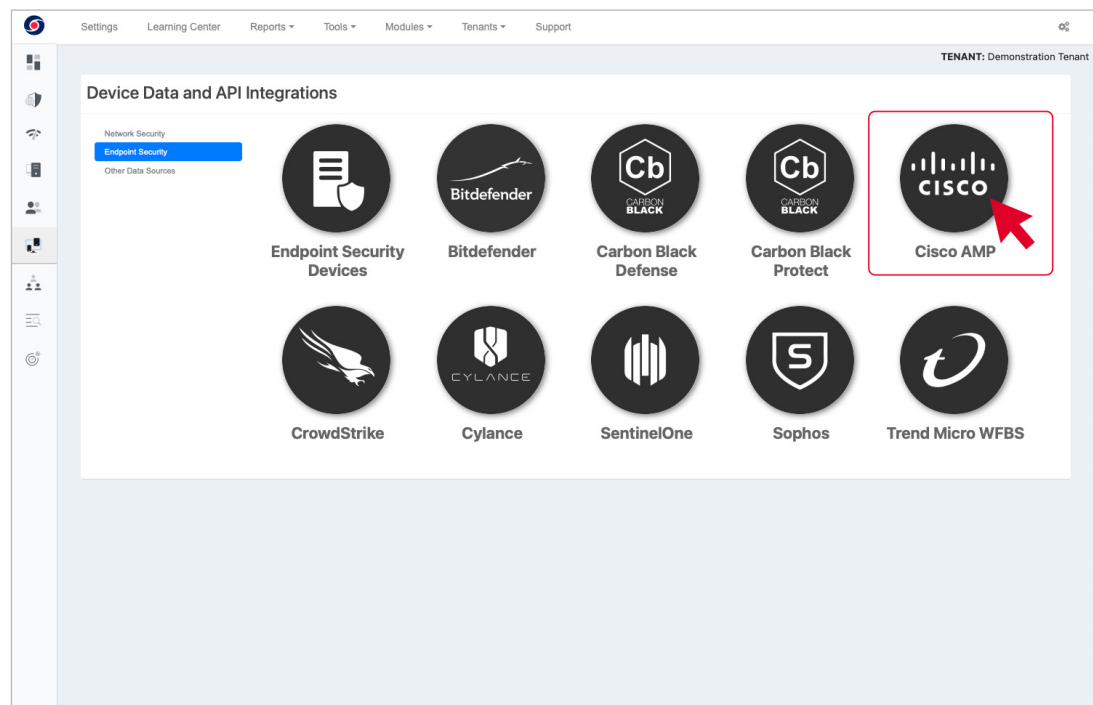 Settings
Learning Center
Reports
Tools
Modules
Tenants
Support
TENANT: Demonstration Tenant
Device Data and API Integrations
Network Security
Endpoint Security
Other Data Sources
Bitdefender
Cb
CARBON
BLACK
Cb
CARBON
BLACK
CISCO
Endpoint Security
Devices
Bitdefender
Carbon Black
Defense
Carbon Black
Protect
Cisco AMP
CYLANCE
S
t
CrowdStrike
Cylance
SentinelOne
Sophos
Trend Micro WFBS